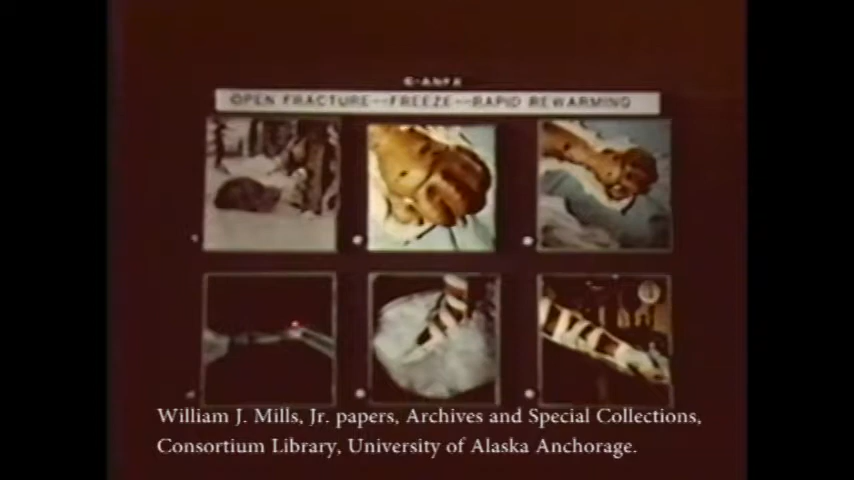 OPEN FRACTURE--FREEZE--RAPID REWARMING
William J. Mills, Jr. papers, Archives and Special Collections,
Consortium Library, University of Alaska Anchorage.